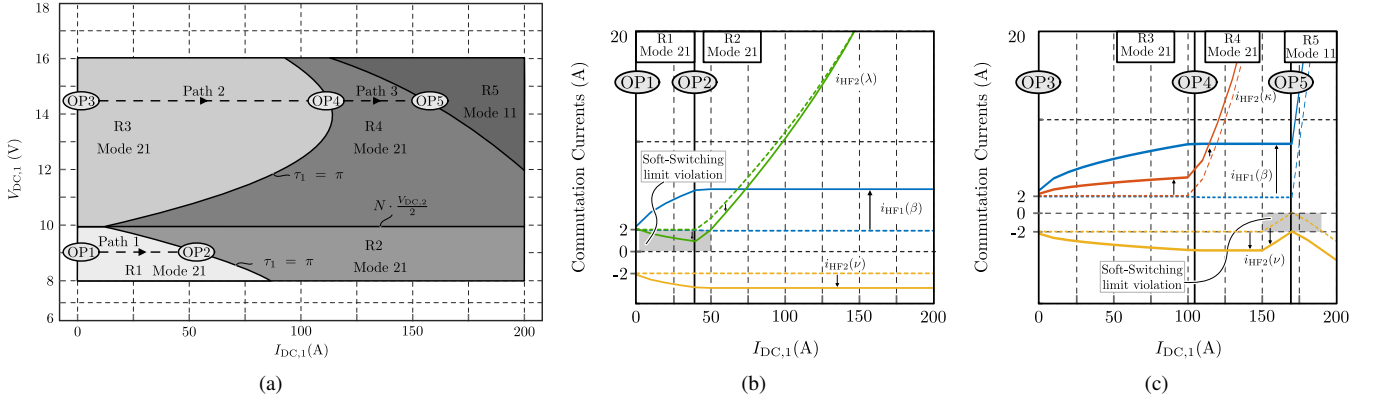 18
16
14
12
10
8
6
V_DC,1 (V)
0
50
100
150
200
I_DC,1(A)
OP3
Path 2
OP4
Path 3
OP5
R5
Mode 11
R3
Mode 21
R4
Mode 21
τ_1 = π
N · V_DC,2/2
OP1
Path 1
OP2
R1
Mode 21
τ_1 = π
R2
Mode 21
(a)
20
Commutation Currents (A)
R1
Mode 21
R2
Mode 21
OP1
OP2
i_HF2(λ)
Soft-Switching
limit violation
i_HF1(β)
2
0
-2
i_HF2(ν)
0
50
100
150
200
I_DC,1(A)
(b)
20
Commutation Currents (A)
R3
Mode 21
R4
Mode 21
R5
Mode 11
OP3
OP4
OP5
i_HF2(κ)
i_HF1(β)
2
0
-2
i_HF2(ν)
Soft-Switching
limit violation
0
50
100
150
200
I_DC,1(A)
(c)